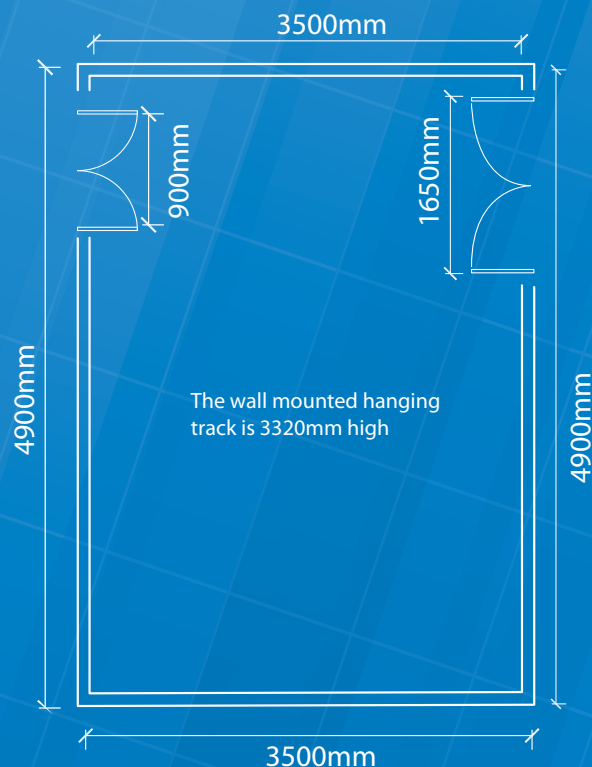 3500mm
900mm
1650mm
4900mm
The wall mounted hanging
track is 3320mm high
4900mm
3500mm